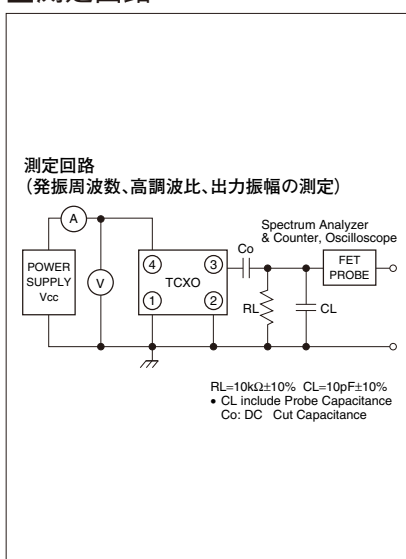 ■測定回路
測定回路
(発振周波数、高調波比、出力振幅の測定)
A
Spectrum Analyzer
& Counter, Oscilloscope
Co
POWER
SUPPLY
Vcc
V
4
3
TCXO
1
2
FET
PROBE
RL
CL
RL=10kΩ±10% CL=10pF±10%
• CL include Probe Capacitance
Co: DC Cut Capacitance